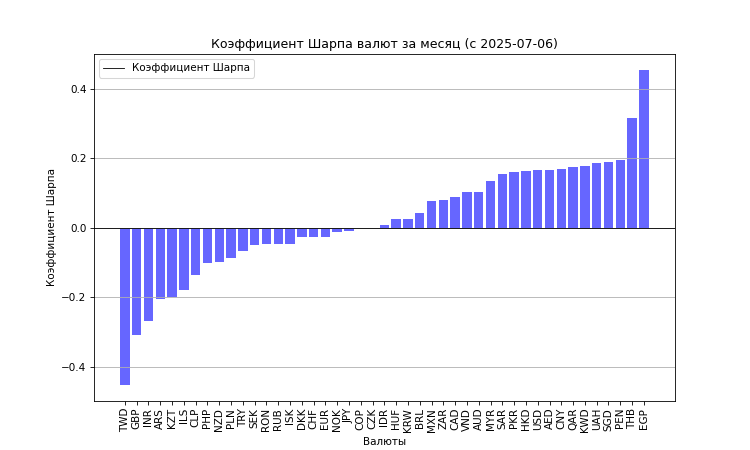 Коэффициент Шарпа валют за месяц (с 2025-07-06)
Коэффициент Шарпа
Коэффициент Шарпа
0.4
0.2
0.0
−0.2
−0.4
TWD GBP INR ARS KZT ILS CLP PHP NZD PLN TRY SEK RON RUB ISK DKK CHF EUR NOK JPY COP CZK IDR HUF KRW BRL MXN ZAR CAD VND AUD MYR SAR PKR HKD USD AED CNY QAR KWD UAH SGD PEN THB EGP
Валюты